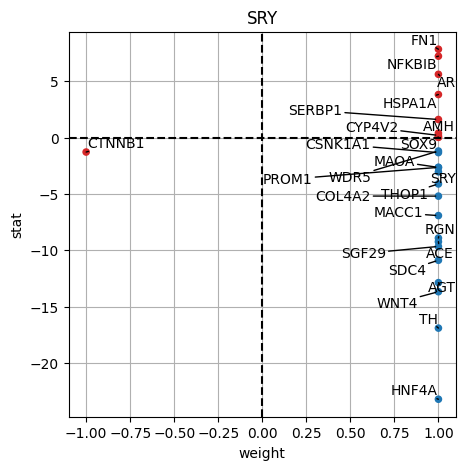 SRY
FN1
NFKBIB
AR
HSPA1A
SERBP1
CYP4V2
AMH
CTNNB1
CSNK1A1
SOX9
MAOA
PROM1
WDR5
SRY
COL4A2
THOP1
MACC1
RGN
SGF29
ACE
SDC4
AGT
WNT4
TH
HNF4A
5
0
−5
−10
−15
−20
stat
−1.00 −0.75 −0.50 −0.25 0.00 0.25 0.50 0.75 1.00
weight